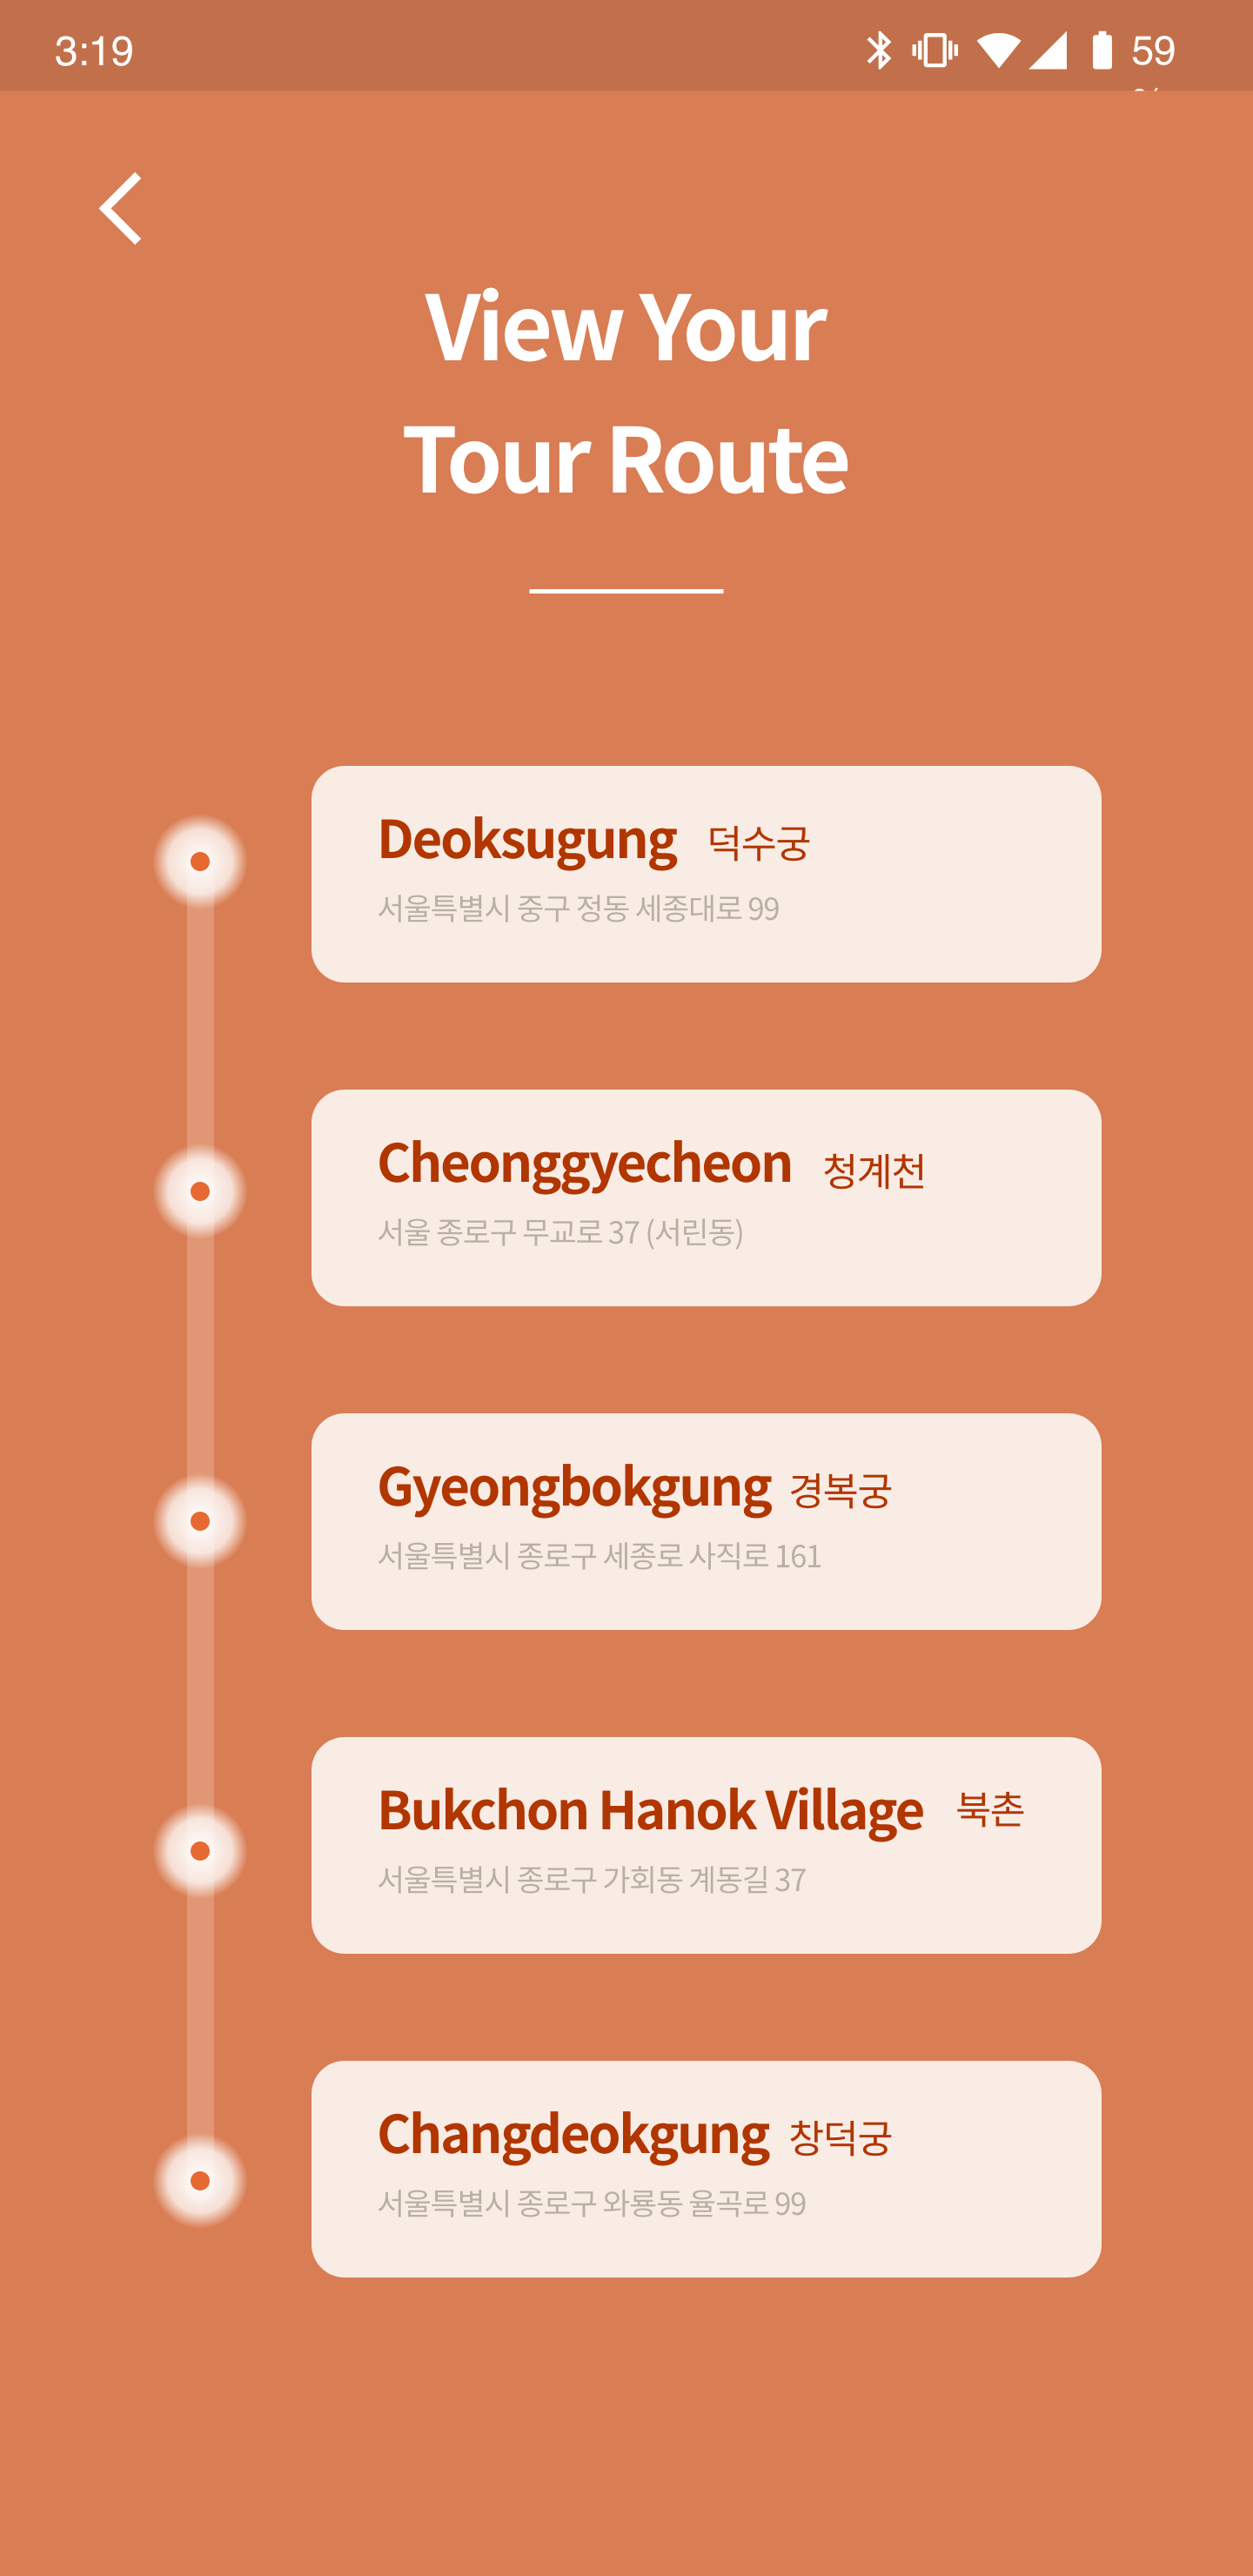 3:19 59
View Your
Tour Route
Deoksugung 덕수궁
서울특별시 중구 정동 세종대로 99
Cheonggyecheon 청계천
서울 종로구 무교로 37 (서린동)
Gyeongbokgung 경복궁
서울특별시 종로구 세종로 사직로 161
Bukchon Hanok Village 북촌
서울특별시 종로구 가회동 계동길 37
Changdeokgung 창덕궁
서울특별시 종로구 와룡동 율곡로 99